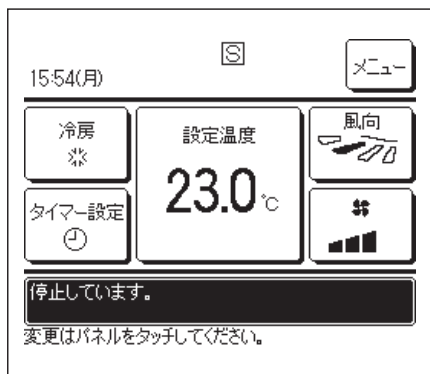 S
15:54(月)
メニュー
冷房
設定温度
23.0℃
風向
タイマー設定
停止しています。
変更はパネルをタッチしてください。